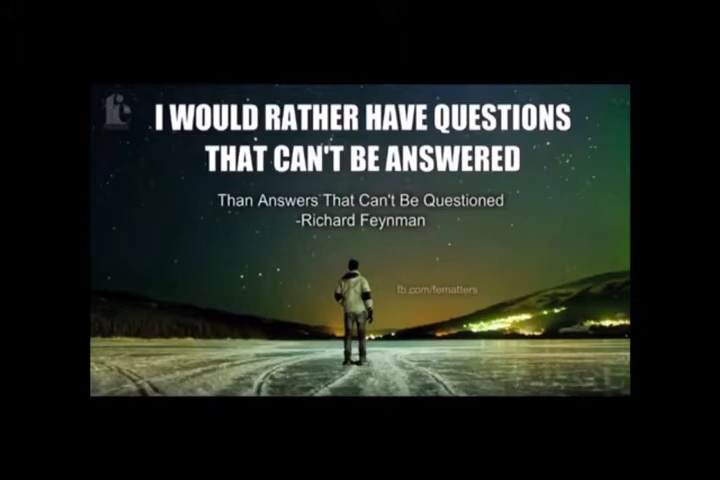 fe
I WOULD RATHER HAVE QUESTIONS
THAT CAN'T BE ANSWERED
Than Answers That Can't Be Questioned
-Richard Feynman
fb.com/fematters